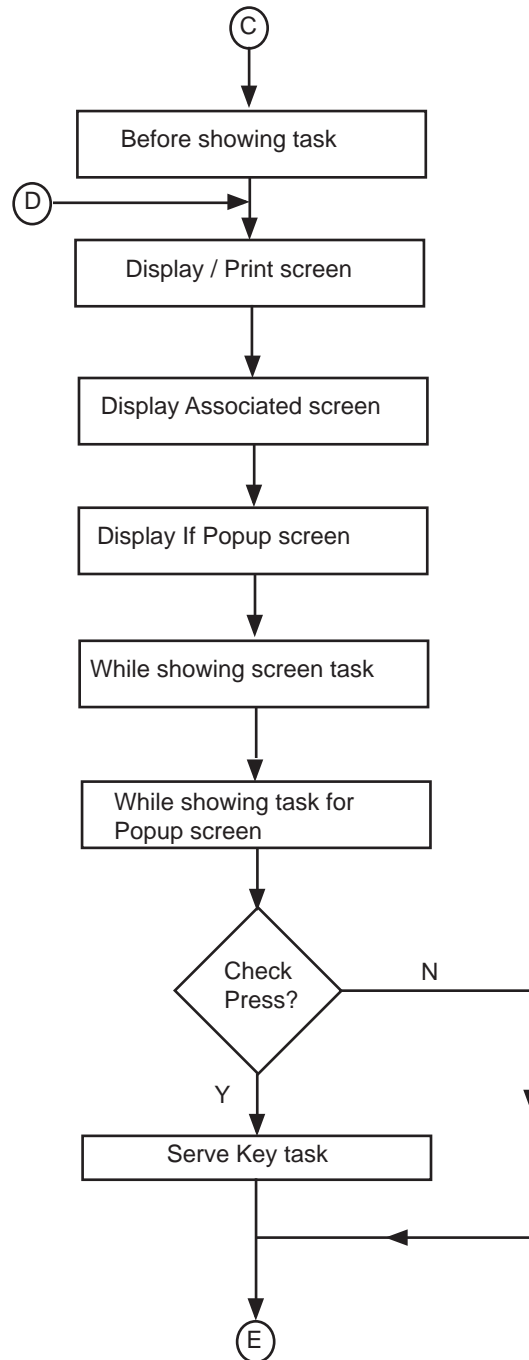 C
Before showing task
D
Display / Print screen
Display Associated screen
Display If Popup screen
While showing screen task
While showing task for
Popup screen
Check
Press?
N
Y
Serve Key task
E